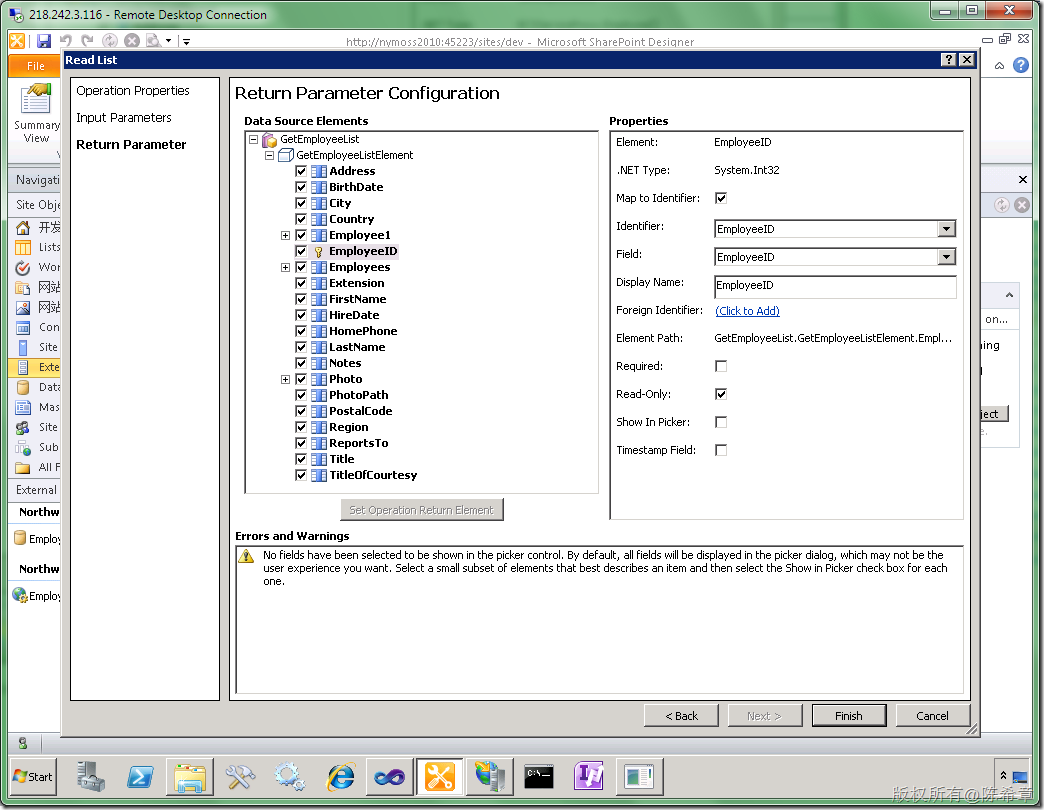 218.242.3.116 - Remote Desktop Connection
http://nymoss2010:45223/sites/dev - Microsoft SharePoint Designer
File
Read List
Summary
View
Navigati
Site Obje
开发
Lists
Wor
网站
网站
Con
Site
Exte
Data
Mas
Site
Sub
All F
External
Northw
Employ
Northw
Employ
Operation Properties
Input Parameters
Return Parameter
Return Parameter Configuration
Data Source Elements
GetEmployeeList
GetEmployeeListElement
Address
BirthDate
City
Country
Employee1
EmployeeID
Employees
Extension
FirstName
HireDate
HomePhone
LastName
Notes
Photo
PhotoPath
PostalCode
Region
ReportsTo
Title
TitleOfCourtesy
Set Operation Return Element
Properties
Element: EmployeeID
.NET Type: System.Int32
Map to Identifier:
Identifier: EmployeeID
Field: EmployeeID
Display Name: EmployeeID
Foreign Identifier: (Click to Add)
Element Path: GetEmployeeList.GetEmployeeListElement.Empl...
Required:
Read-Only:
Show In Picker:
Timestamp Field:
Errors and Warnings
No fields have been selected to be shown in the picker control. By default, all fields will be displayed in the picker dialog, which may not be the
user experience you want. Select a small subset of elements that best describes an item and then select the Show in Picker check box for each
one.
< Back
Next >
Finish
Cancel
on...
ning
ject
Start
版权所有@陈希章